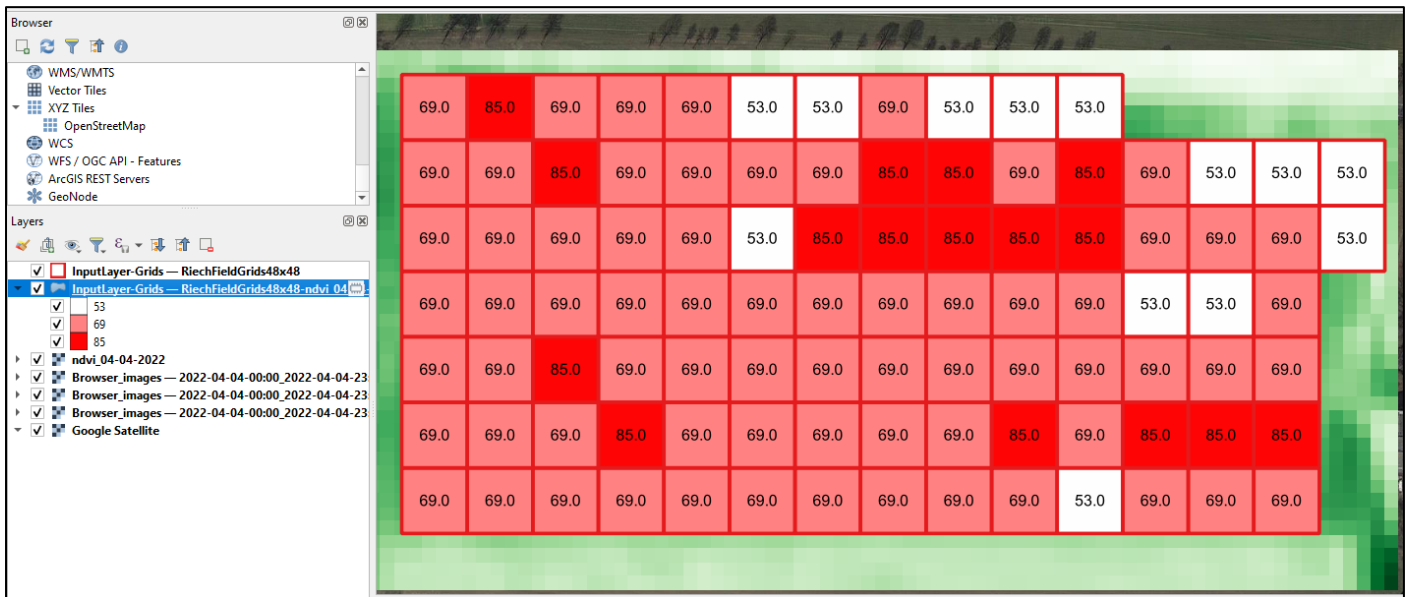 Browser
WMS/WMTS
Vector Tiles
XYZ Tiles
OpenStreetMap
WCS
WFS / OGC API - Features
ArcGIS REST Servers
GeoNode
Layers
InputLayer-Grids — RiechFieldGrids48x48
InputLayer-Grids — RiechFieldGrids48x48-ndvi_04
53
69
85
ndvi_04-04-2022
Browser_images — 2022-04-04-00:00_2022-04-04-23
Browser_images — 2022-04-04-00:00_2022-04-04-23
Browser_images — 2022-04-04-00:00_2022-04-04-23
Google Satellite
69.0 85.0 69.0 69.0 69.0 53.0 53.0 69.0 53.0 53.0 53.0
69.0 69.0 85.0 69.0 69.0 69.0 69.0 85.0 85.0 69.0 85.0 69.0 53.0 53.0 53.0
69.0 69.0 69.0 69.0 69.0 53.0 85.0 85.0 85.0 85.0 85.0 69.0 69.0 69.0 53.0
69.0 69.0 69.0 69.0 69.0 69.0 69.0 69.0 69.0 69.0 69.0 53.0 53.0 69.0
69.0 69.0 85.0 69.0 69.0 69.0 69.0 69.0 69.0 69.0 69.0 69.0 69.0 69.0
69.0 69.0 69.0 85.0 69.0 69.0 69.0 69.0 69.0 85.0 69.0 85.0 85.0 85.0
69.0 69.0 69.0 69.0 69.0 69.0 69.0 69.0 69.0 69.0 53.0 69.0 69.0 69.0